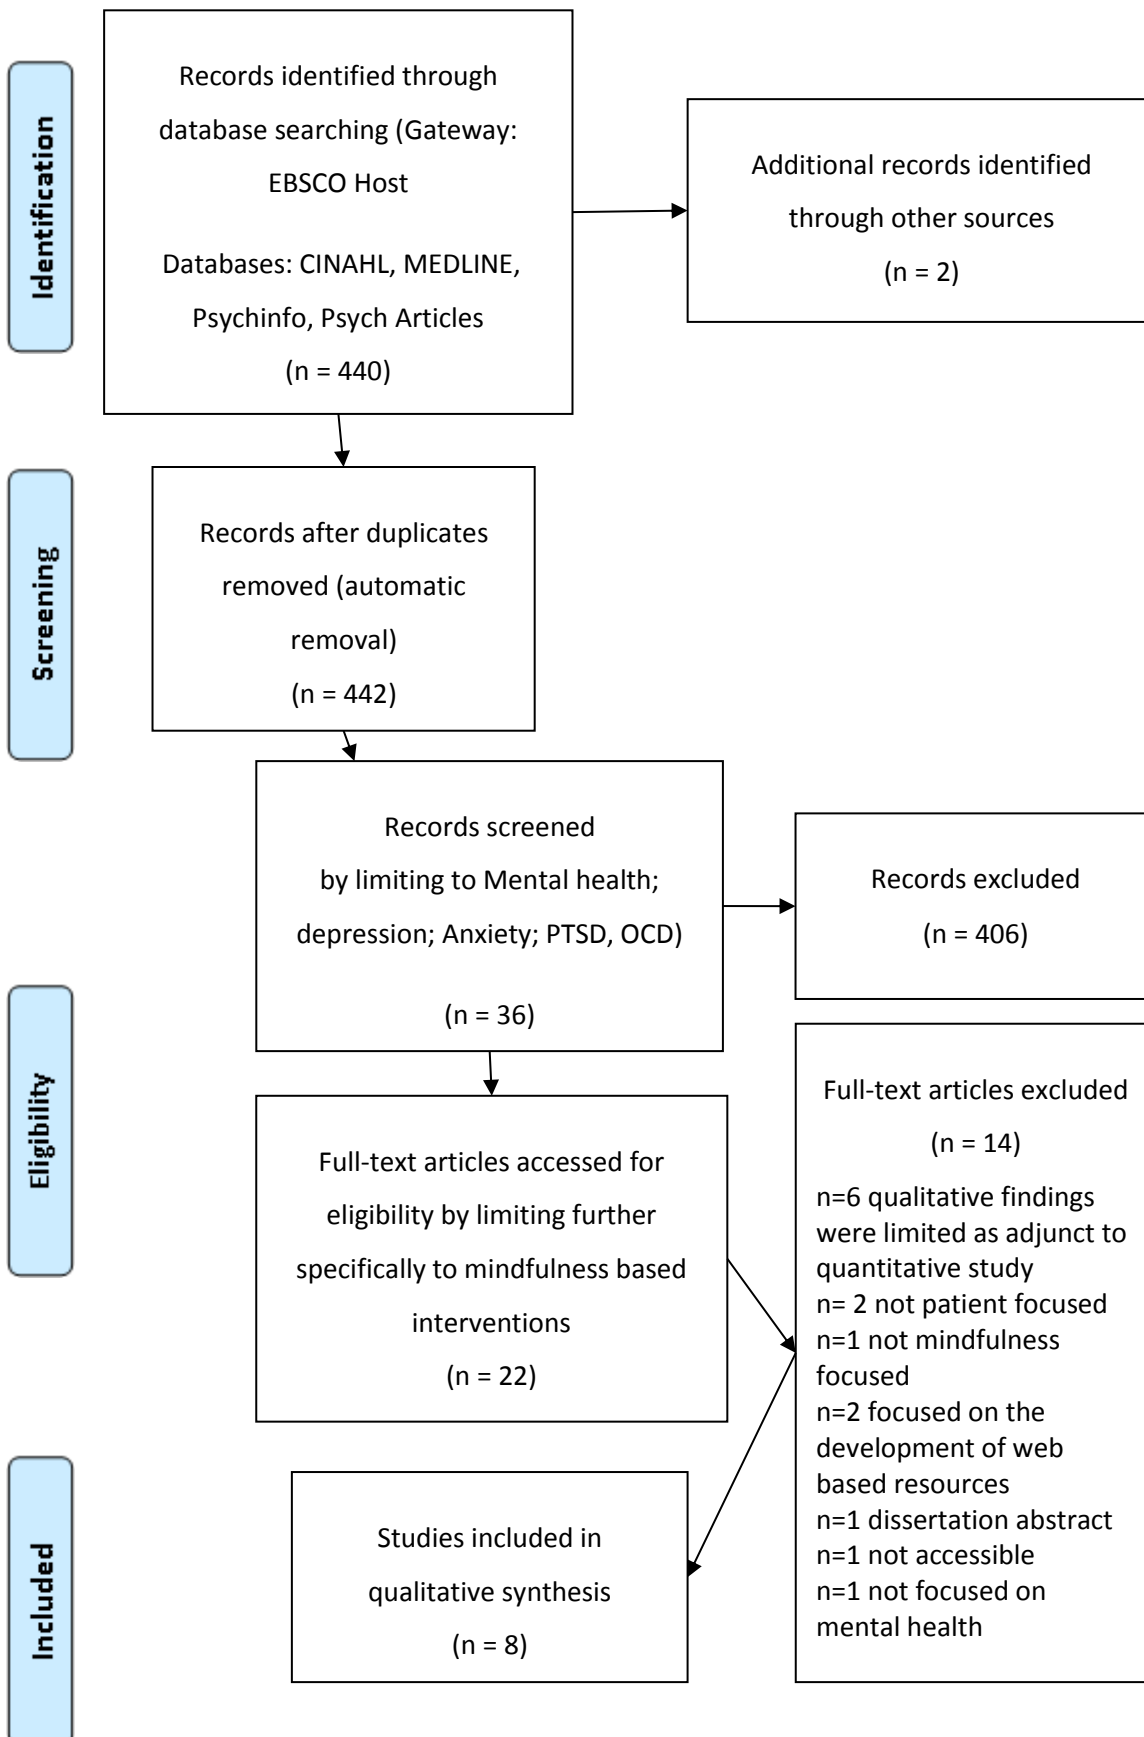 Identification
Records identified through
database searching (Gateway:
EBSCO Host
Databases: CINAHL, MEDLINE,
Psychinfo, Psych Articles
(n = 440)
Additional records identified
through other sources
(n = 2)
Screening
Records after duplicates
removed (automatic
removal)
(n = 442)
Records screened
by limiting to Mental health;
depression; Anxiety; PTSD, OCD)
(n = 36)
Records excluded
(n = 406)
Eligibility
Full-text articles accessed for
eligibility by limiting further
specifically to mindfulness based
interventions
(n = 22)
Full-text articles excluded
(n = 14)
n=6 qualitative findings
were limited as adjunct to
quantitative study
n= 2 not patient focused
n=1 not mindfulness
focused
n=2 focused on the
development of web
based resources
n=1 dissertation abstract
n=1 not accessible
n=1 not focused on
mental health
Included
Studies included in
qualitative synthesis
(n = 8)